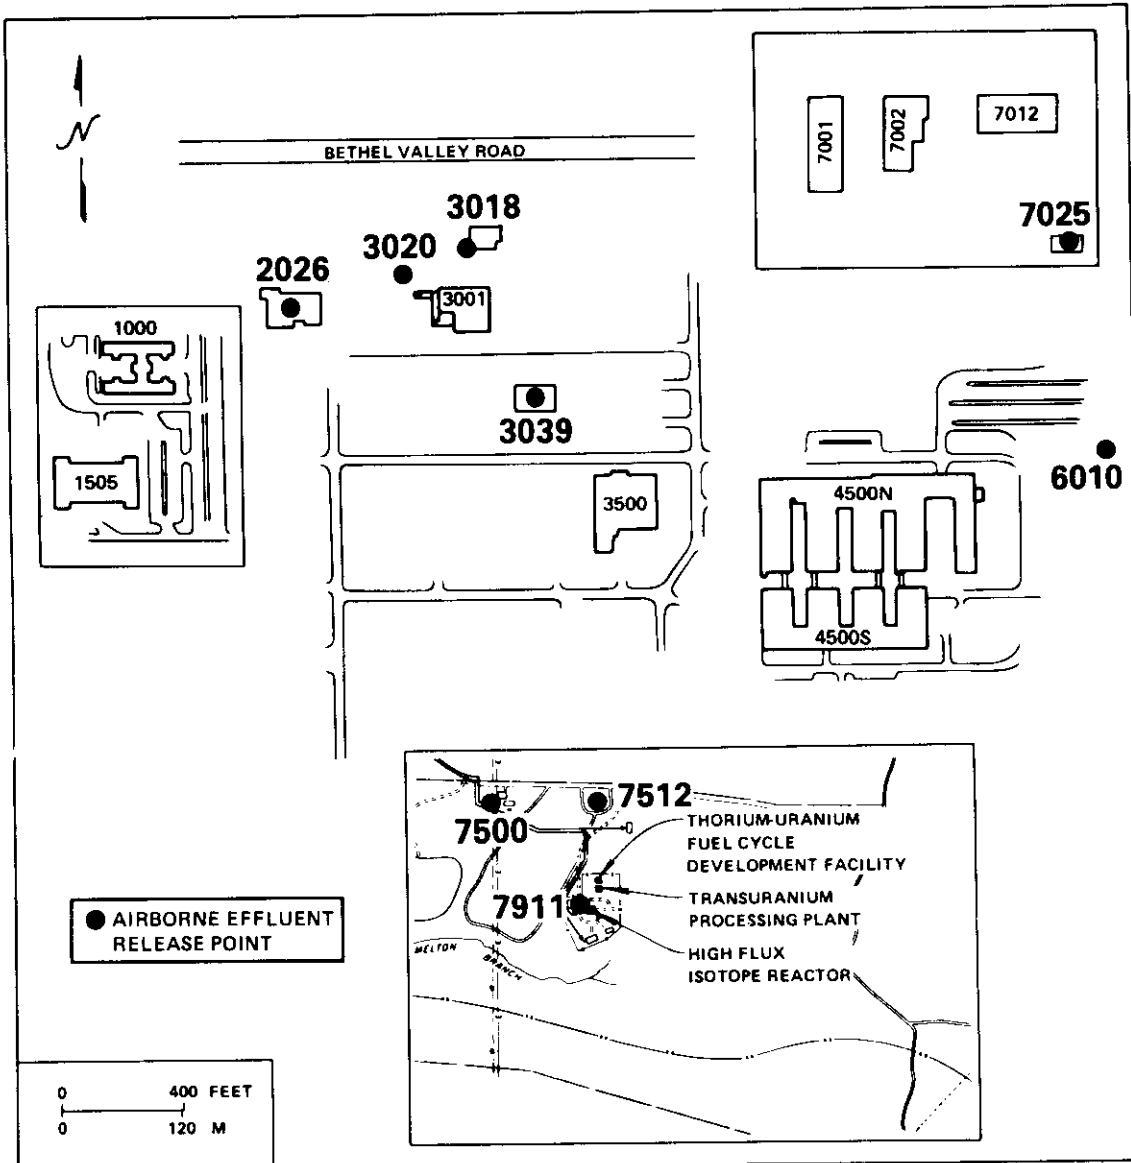 N
BETHEL VALLEY ROAD
7001
7002
7012
7025
3018
3020
2026
3001
1000
1505
3039
3500
4500N
4500S
6010
7512
7500
THORIUM-URANIUM
FUEL CYCLE
DEVELOPMENT FACILITY
7911
TRANSURANIUM
PROCESSING PLANT
HIGH FLUX
ISOTOPE REACTOR
MELTON
BRANCH
AIRBORNE EFFLUENT
RELEASE POINT
0 400 FEET
0 120 M